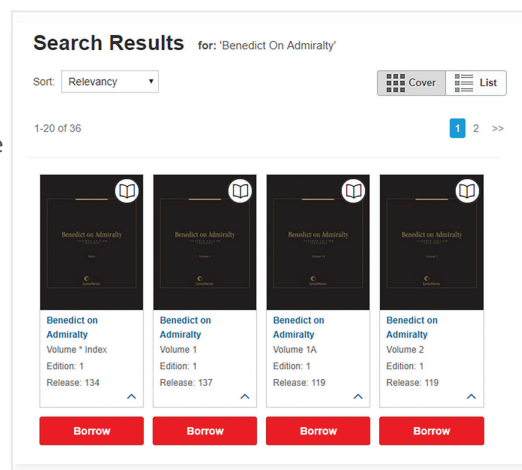 Search Results for: 'Benedict On Admiralty'
Sort: Relevancy
Cover List
1-20 of 36
1 2 >>
e
Benedict on Admiralty
Benedict on Admiralty
Benedict on Admiralty
Benedict on Admiralty
Benedict on
Admiralty
Volume * Index
Edition: 1
Release: 134
Borrow
Benedict on
Admiralty
Volume 1
Edition: 1
Release: 137
Borrow
Benedict on
Admiralty
Volume 1A
Edition: 1
Release: 119
Borrow
Benedict on
Admiralty
Volume 2
Edition: 1
Release: 119
Borrow